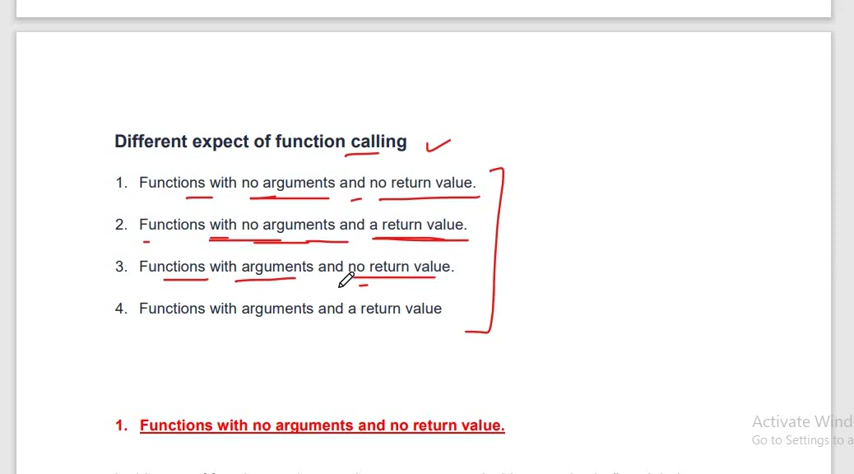 Different expect of function calling
1. Functions with no arguments and no return value.
2. Functions with no arguments and a return value.
3. Functions with arguments and no return value.
4. Functions with arguments and a return value
1. Functions with no arguments and no return value.
Activate Wind
Go to Settings to a